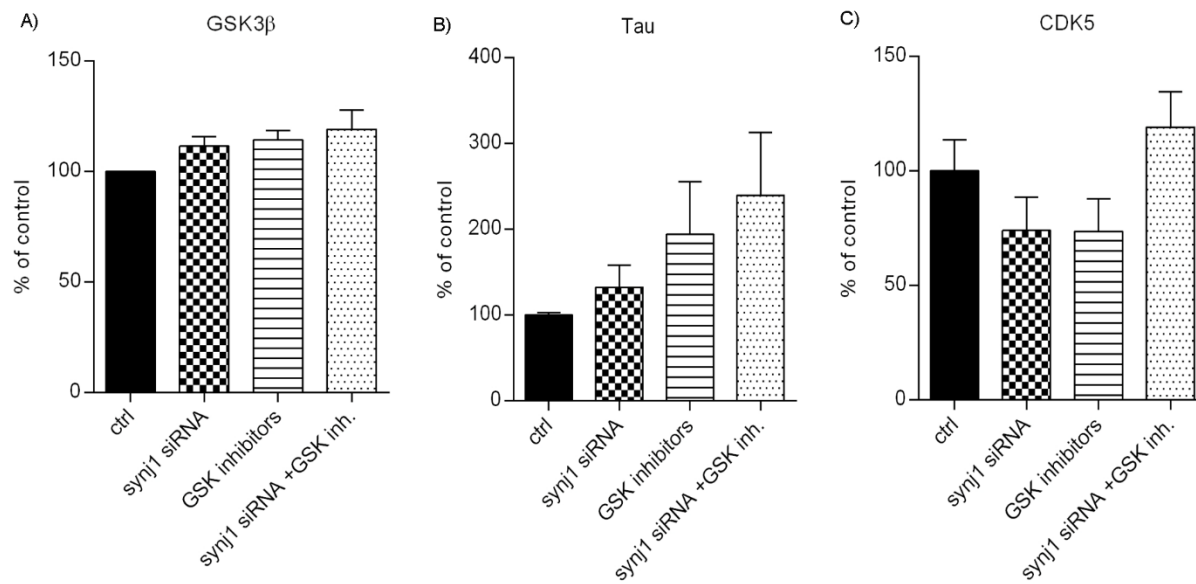 A)
GSK3β
% of control
150
100
50
0
ctrl
synj1 siRNA
GSK inhibitors
synj1 siRNA +GSK inh.
B)
Tau
% of control
400
300
200
100
0
ctrl
synj1 siRNA
GSK inhibitors
synj1 siRNA +GSK inh.
C)
CDK5
% of control
150
100
50
0
ctrl
synj1 siRNA
GSK inhibitors
synj1 siRNA +GSK inh.